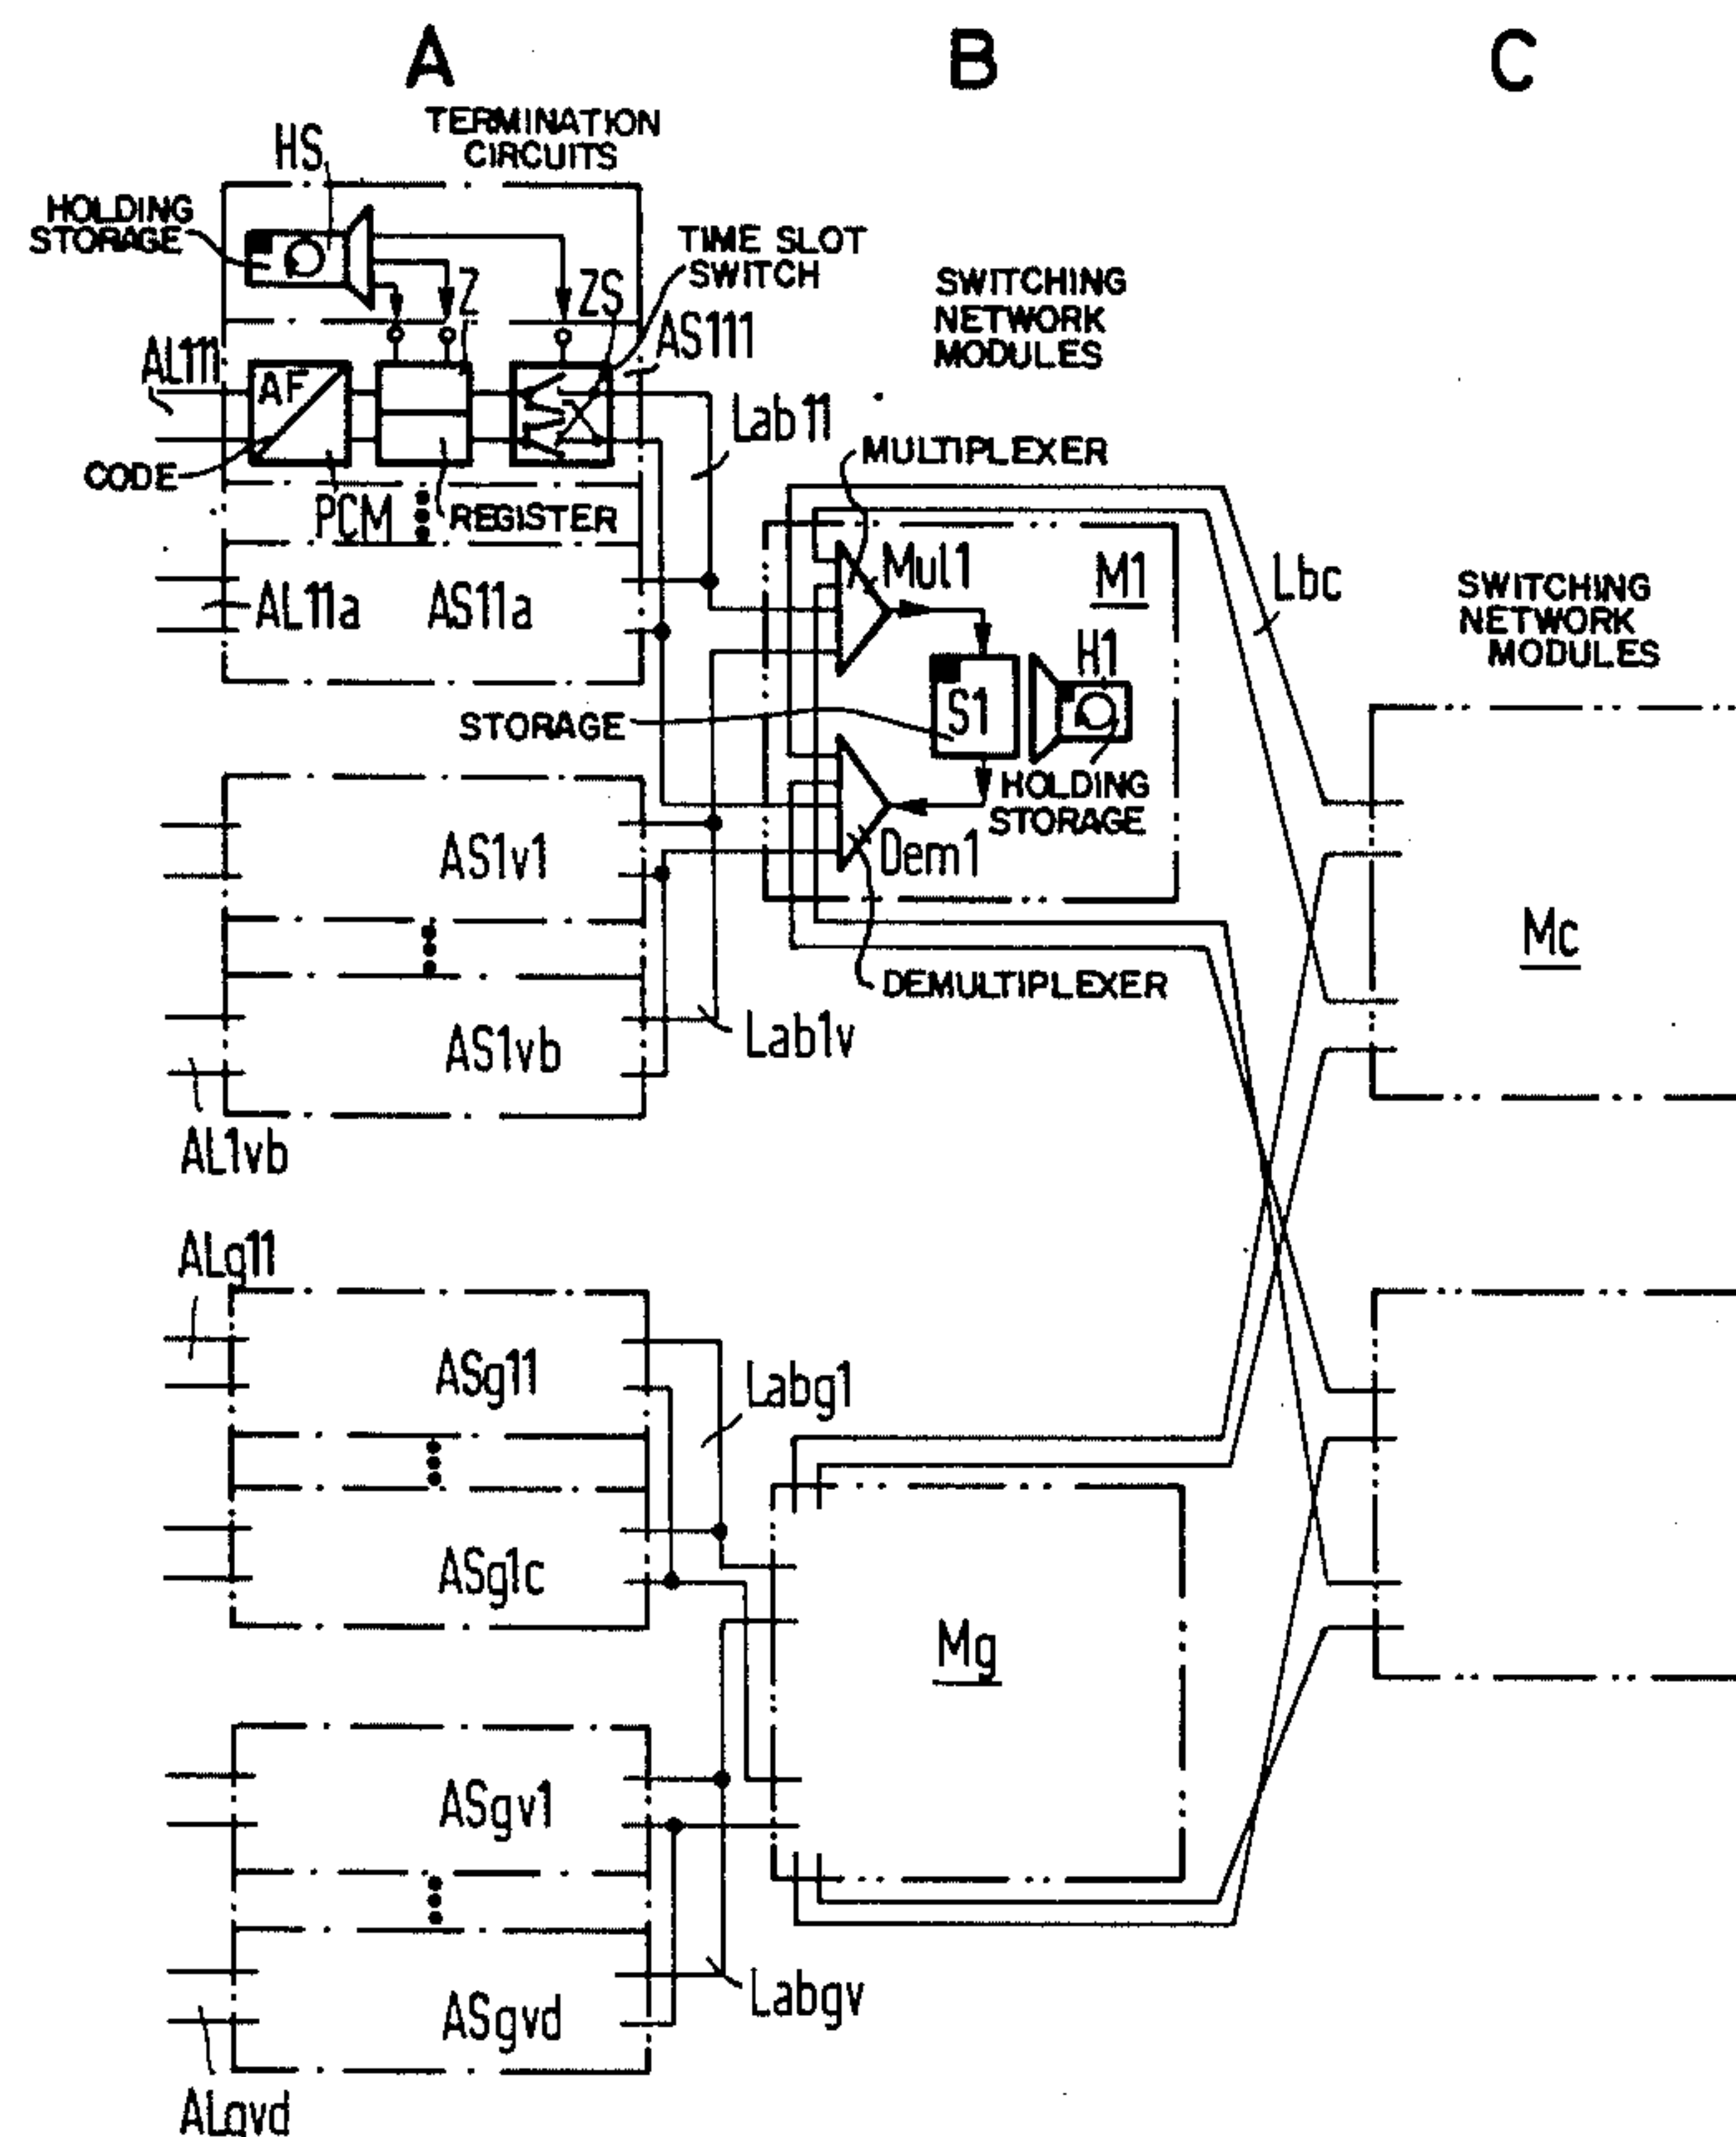 A
B
C
TERMINATION
CIRCUITS
HS
HOLDING
STORAGE
TIME SLOT
SWITCH
Z
ZS
AS111
SWITCHING
NETWORK
MODULES
AL111
AF
Lab11
MULTIPLEXER
CODE
PCM
REGISTER
Mul1
M1
Lbc
SWITCHING
NETWORK
MODULES
AL11a
AS11a
H1
S1
STORAGE
HOLDING
STORAGE
Dem1
AS1v1
Mc
DEMULTIPLEXER
AS1vb
Lab1v
AL1vb
ALg11
ASg11
Labg1
ASg1c
Mg
ASgv1
ASgvd
Labgv
ALgvd